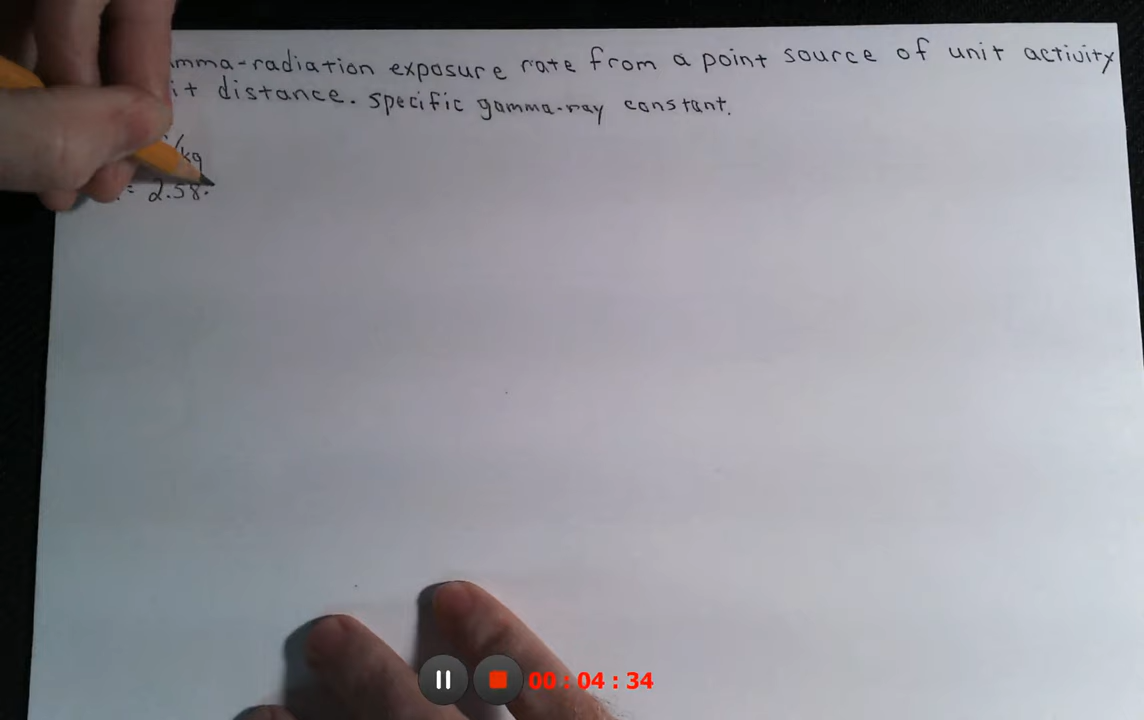 mma-radiation exposure rate from a point source of unit activity
it distance. specific gamma-ray constant.
/kg
= 2.58.
00:04:34